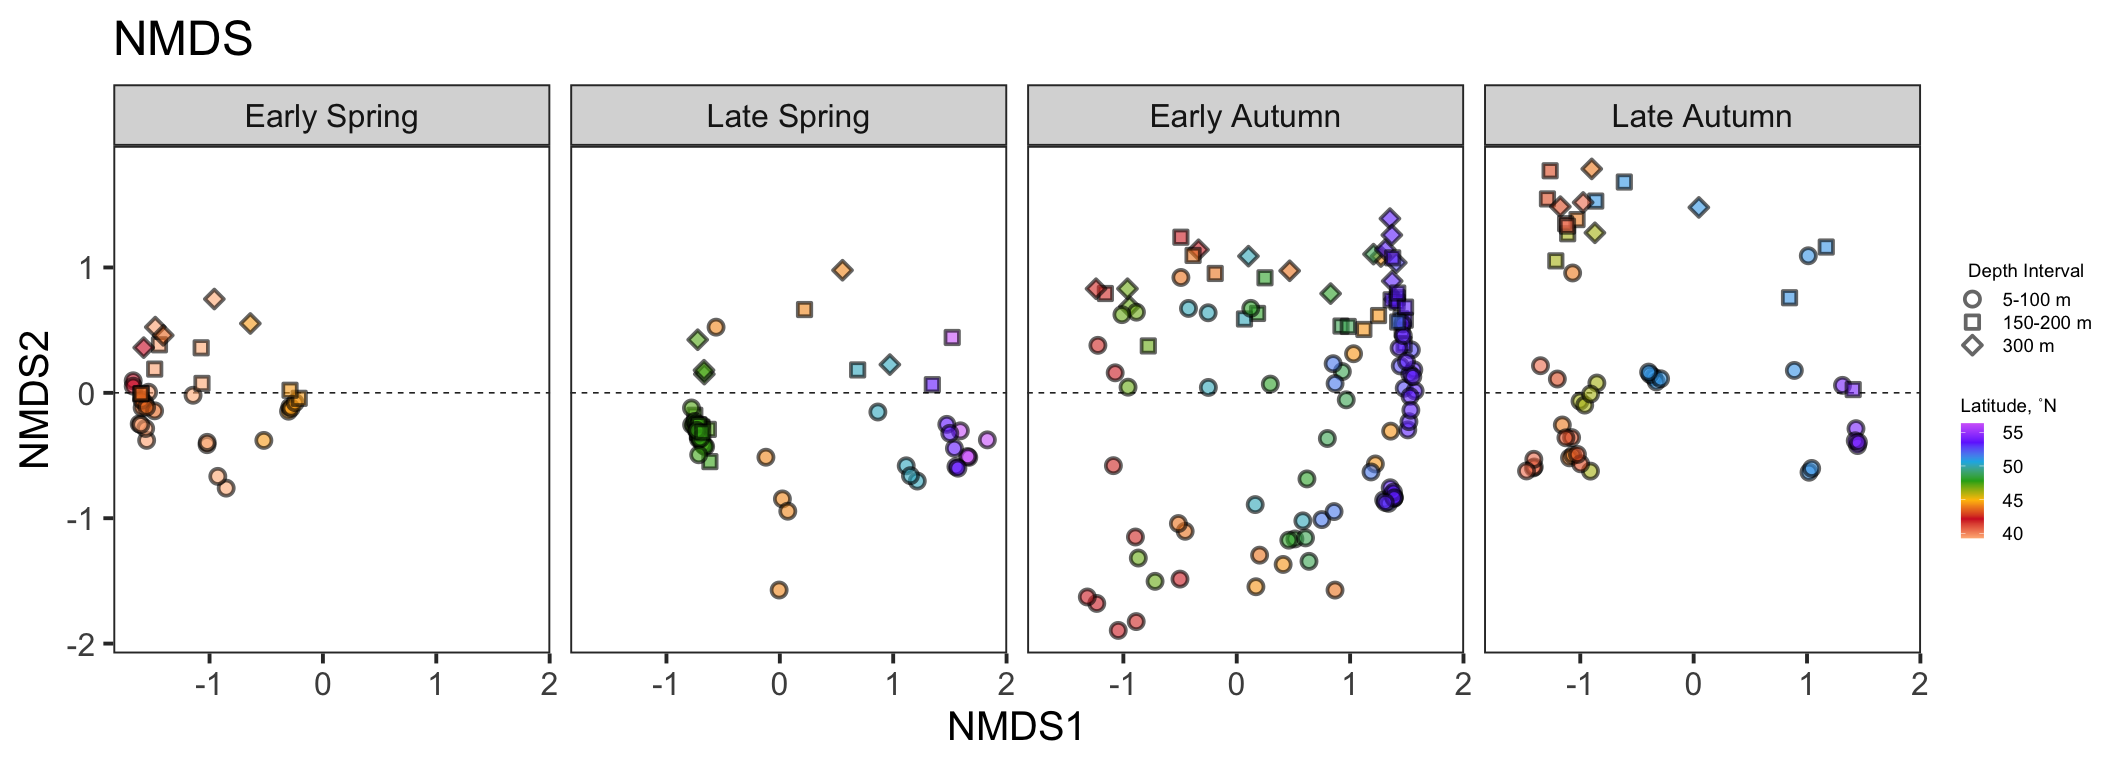 NMDS
Early Spring
Late Spring
Early Autumn
Late Autumn
NMDS2
1
0
-1
-2
-1 0 1 2
-1 0 1 2
-1 0 1 2
-1 0 1 2
NMDS1
Depth Interval
5-100 m
150-200 m
300 m
Latitude, °N
55
50
45
40